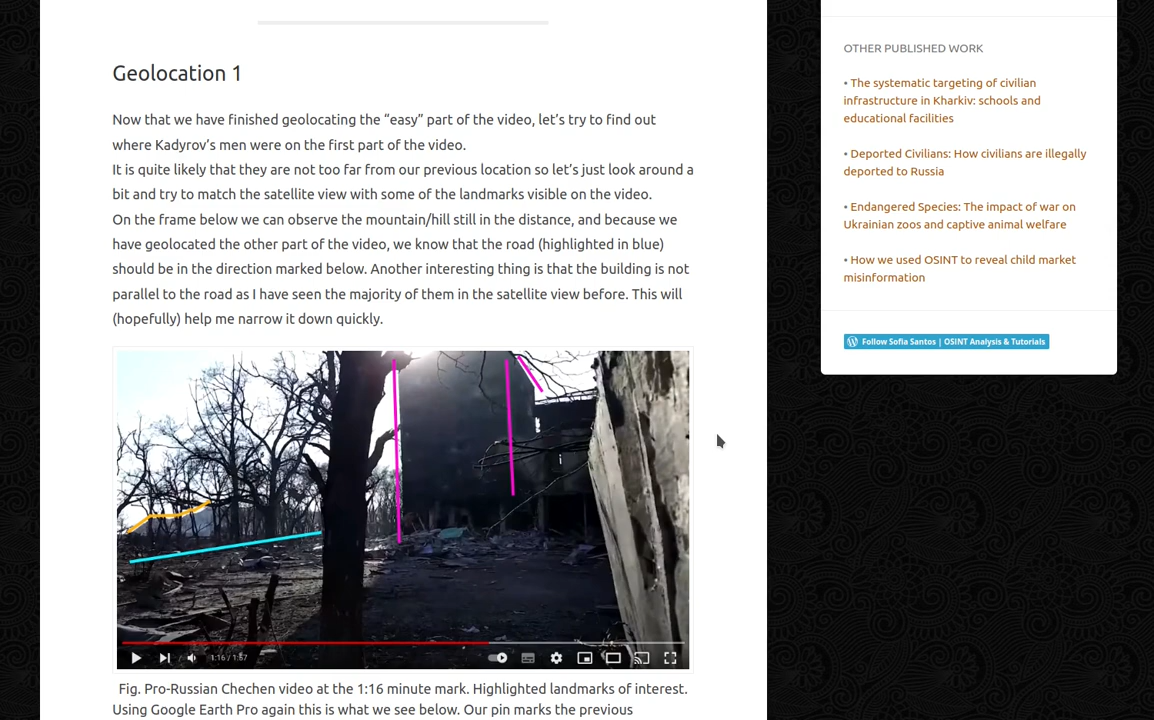 Geolocation 1
Now that we have finished geolocating the “easy” part of the video, let’s try to find out
where Kadyrov’s men were on the first part of the video.
It is quite likely that they are not too far from our previous location so let’s just look around a
bit and try to match the satellite view with some of the landmarks visible on the video.
On the frame below we can observe the mountain/hill still in the distance, and because we
have geolocated the other part of the video, we know that the road (highlighted in blue)
should be in the direction marked below. Another interesting thing is that the building is not
parallel to the road as I have seen the majority of them in the satellite view before. This will
(hopefully) help me narrow it down quickly.
1:16 / 1:57
Fig. Pro-Russian Chechen video at the 1:16 minute mark. Highlighted landmarks of interest.
Using Google Earth Pro again this is what we see below. Our pin marks the previous
OTHER PUBLISHED WORK
• The systematic targeting of civilian
infrastructure in Kharkiv: schools and
educational facilities
• Deported Civilians: How civilians are illegally
deported to Russia
• Endangered Species: The impact of war on
Ukrainian zoos and captive animal welfare
• How we used OSINT to reveal child market
misinformation
Follow Sofia Santos | OSINT Analysis & Tutorials